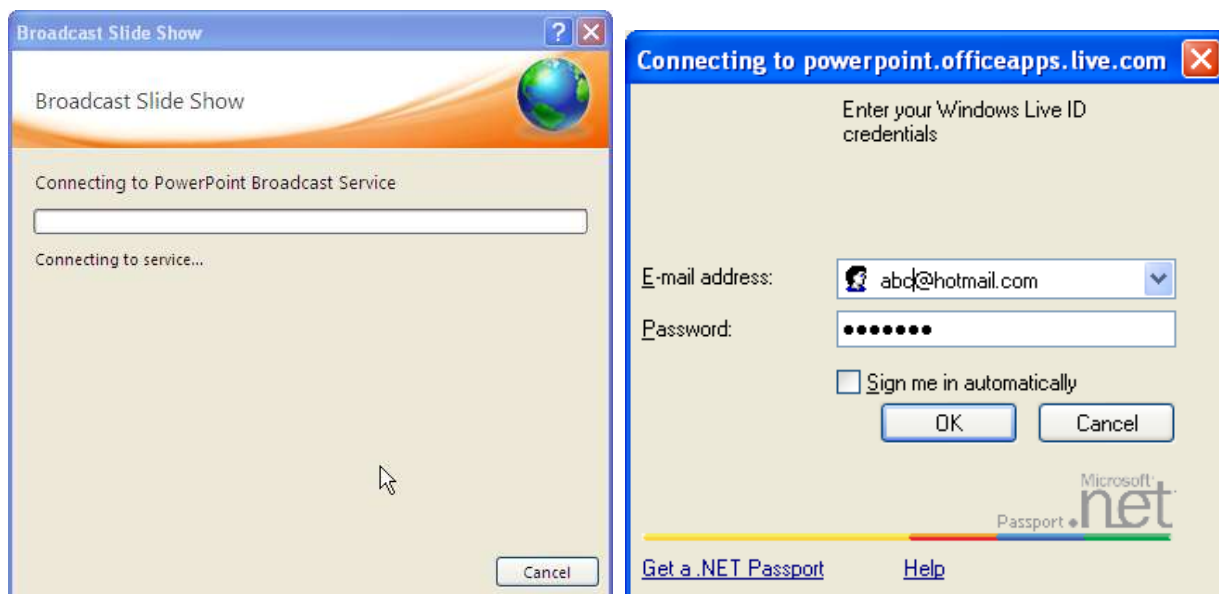 Broadcast Slide Show
Broadcast Slide Show
Connecting to PowerPoint Broadcast Service
Connecting to service...
Cancel
Connecting to powerpoint.officeapps.live.com
Enter your Windows Live ID
credentials
E-mail address:
abc@hotmail.com
Password:
Sign me in automatically
OK
Cancel
Microsoft
Passport .net
Get a .NET Passport
Help